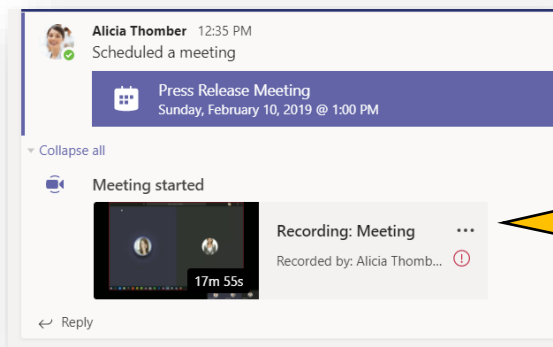 Alicia Thomber 12:35 PM
Scheduled a meeting
Press Release Meeting
Sunday, February 10, 2019 @ 1:00 PM
Collapse all
Meeting started
Recording: Meeting
Recorded by: Alicia Thomb...
17m 55s
Reply